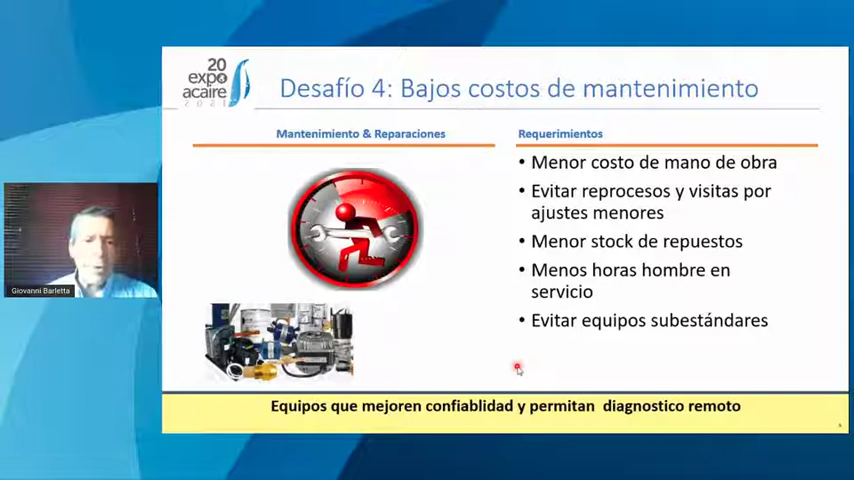 20
expo
acaire
2021
Desafío 4: Bajos costos de mantenimiento
Mantenimiento & Reparaciones
Requerimientos
• Menor costo de mano de obra
• Evitar reprocesos y visitas por
ajustes menores
• Menor stock de repuestos
• Menos horas hombre en
servicio
• Evitar equipos subestándares
Giovanni Barletta
Equipos que mejoren confiablidad y permitan diagnostico remoto